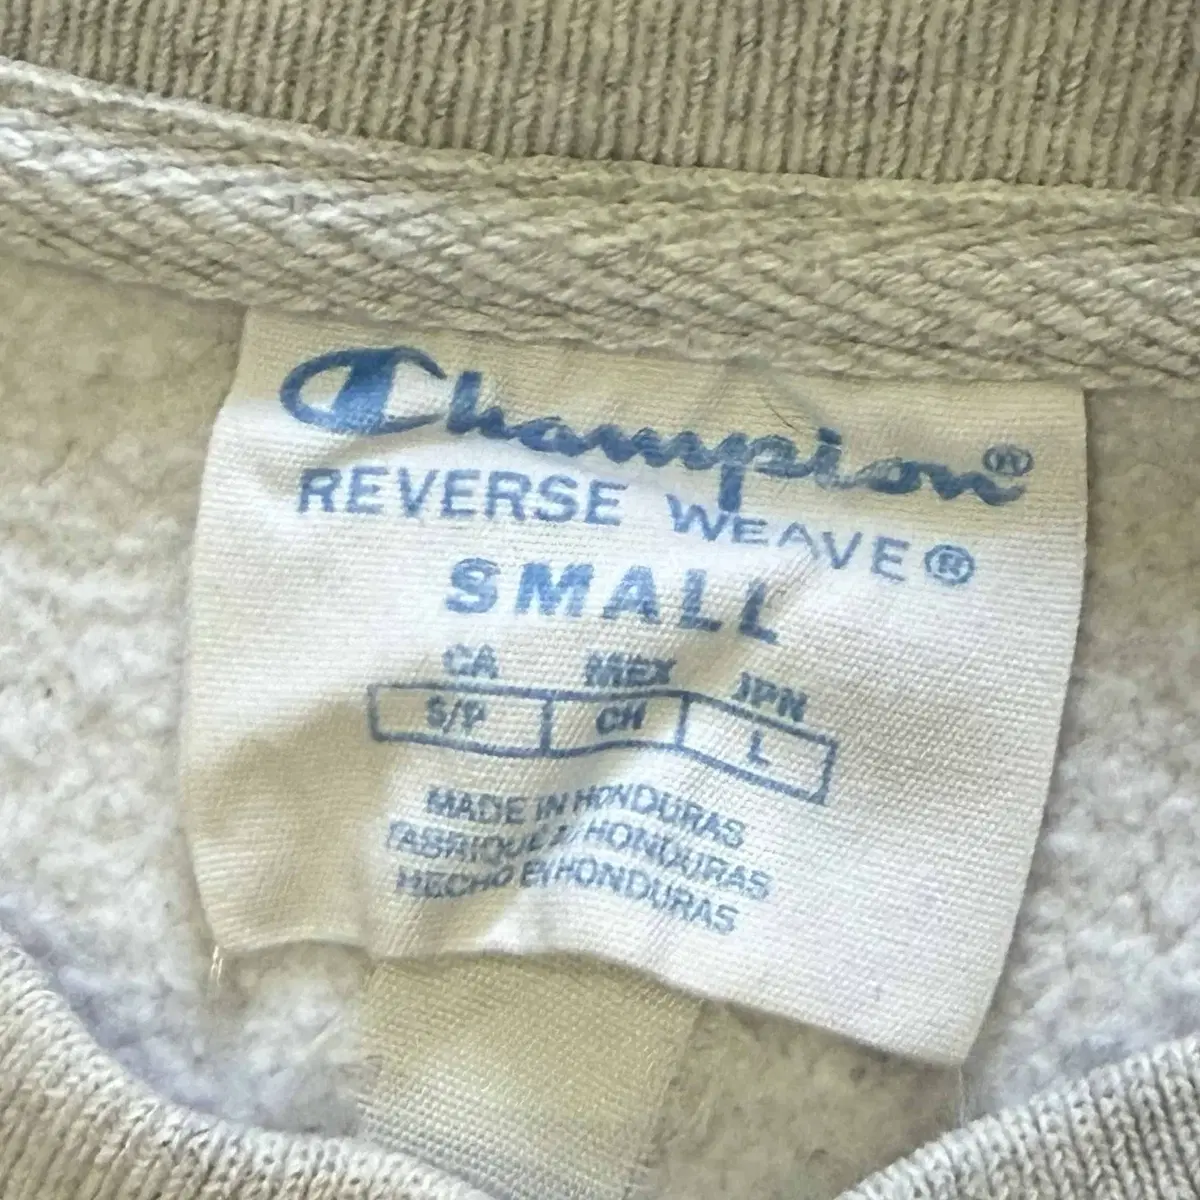 Champion®
REVERSE WEAVE®
SMALL
CA MEX JPN
S/P CH L
MADE IN HONDURAS
FABRIQUE AU HONDURAS
HECHO EN HONDURAS